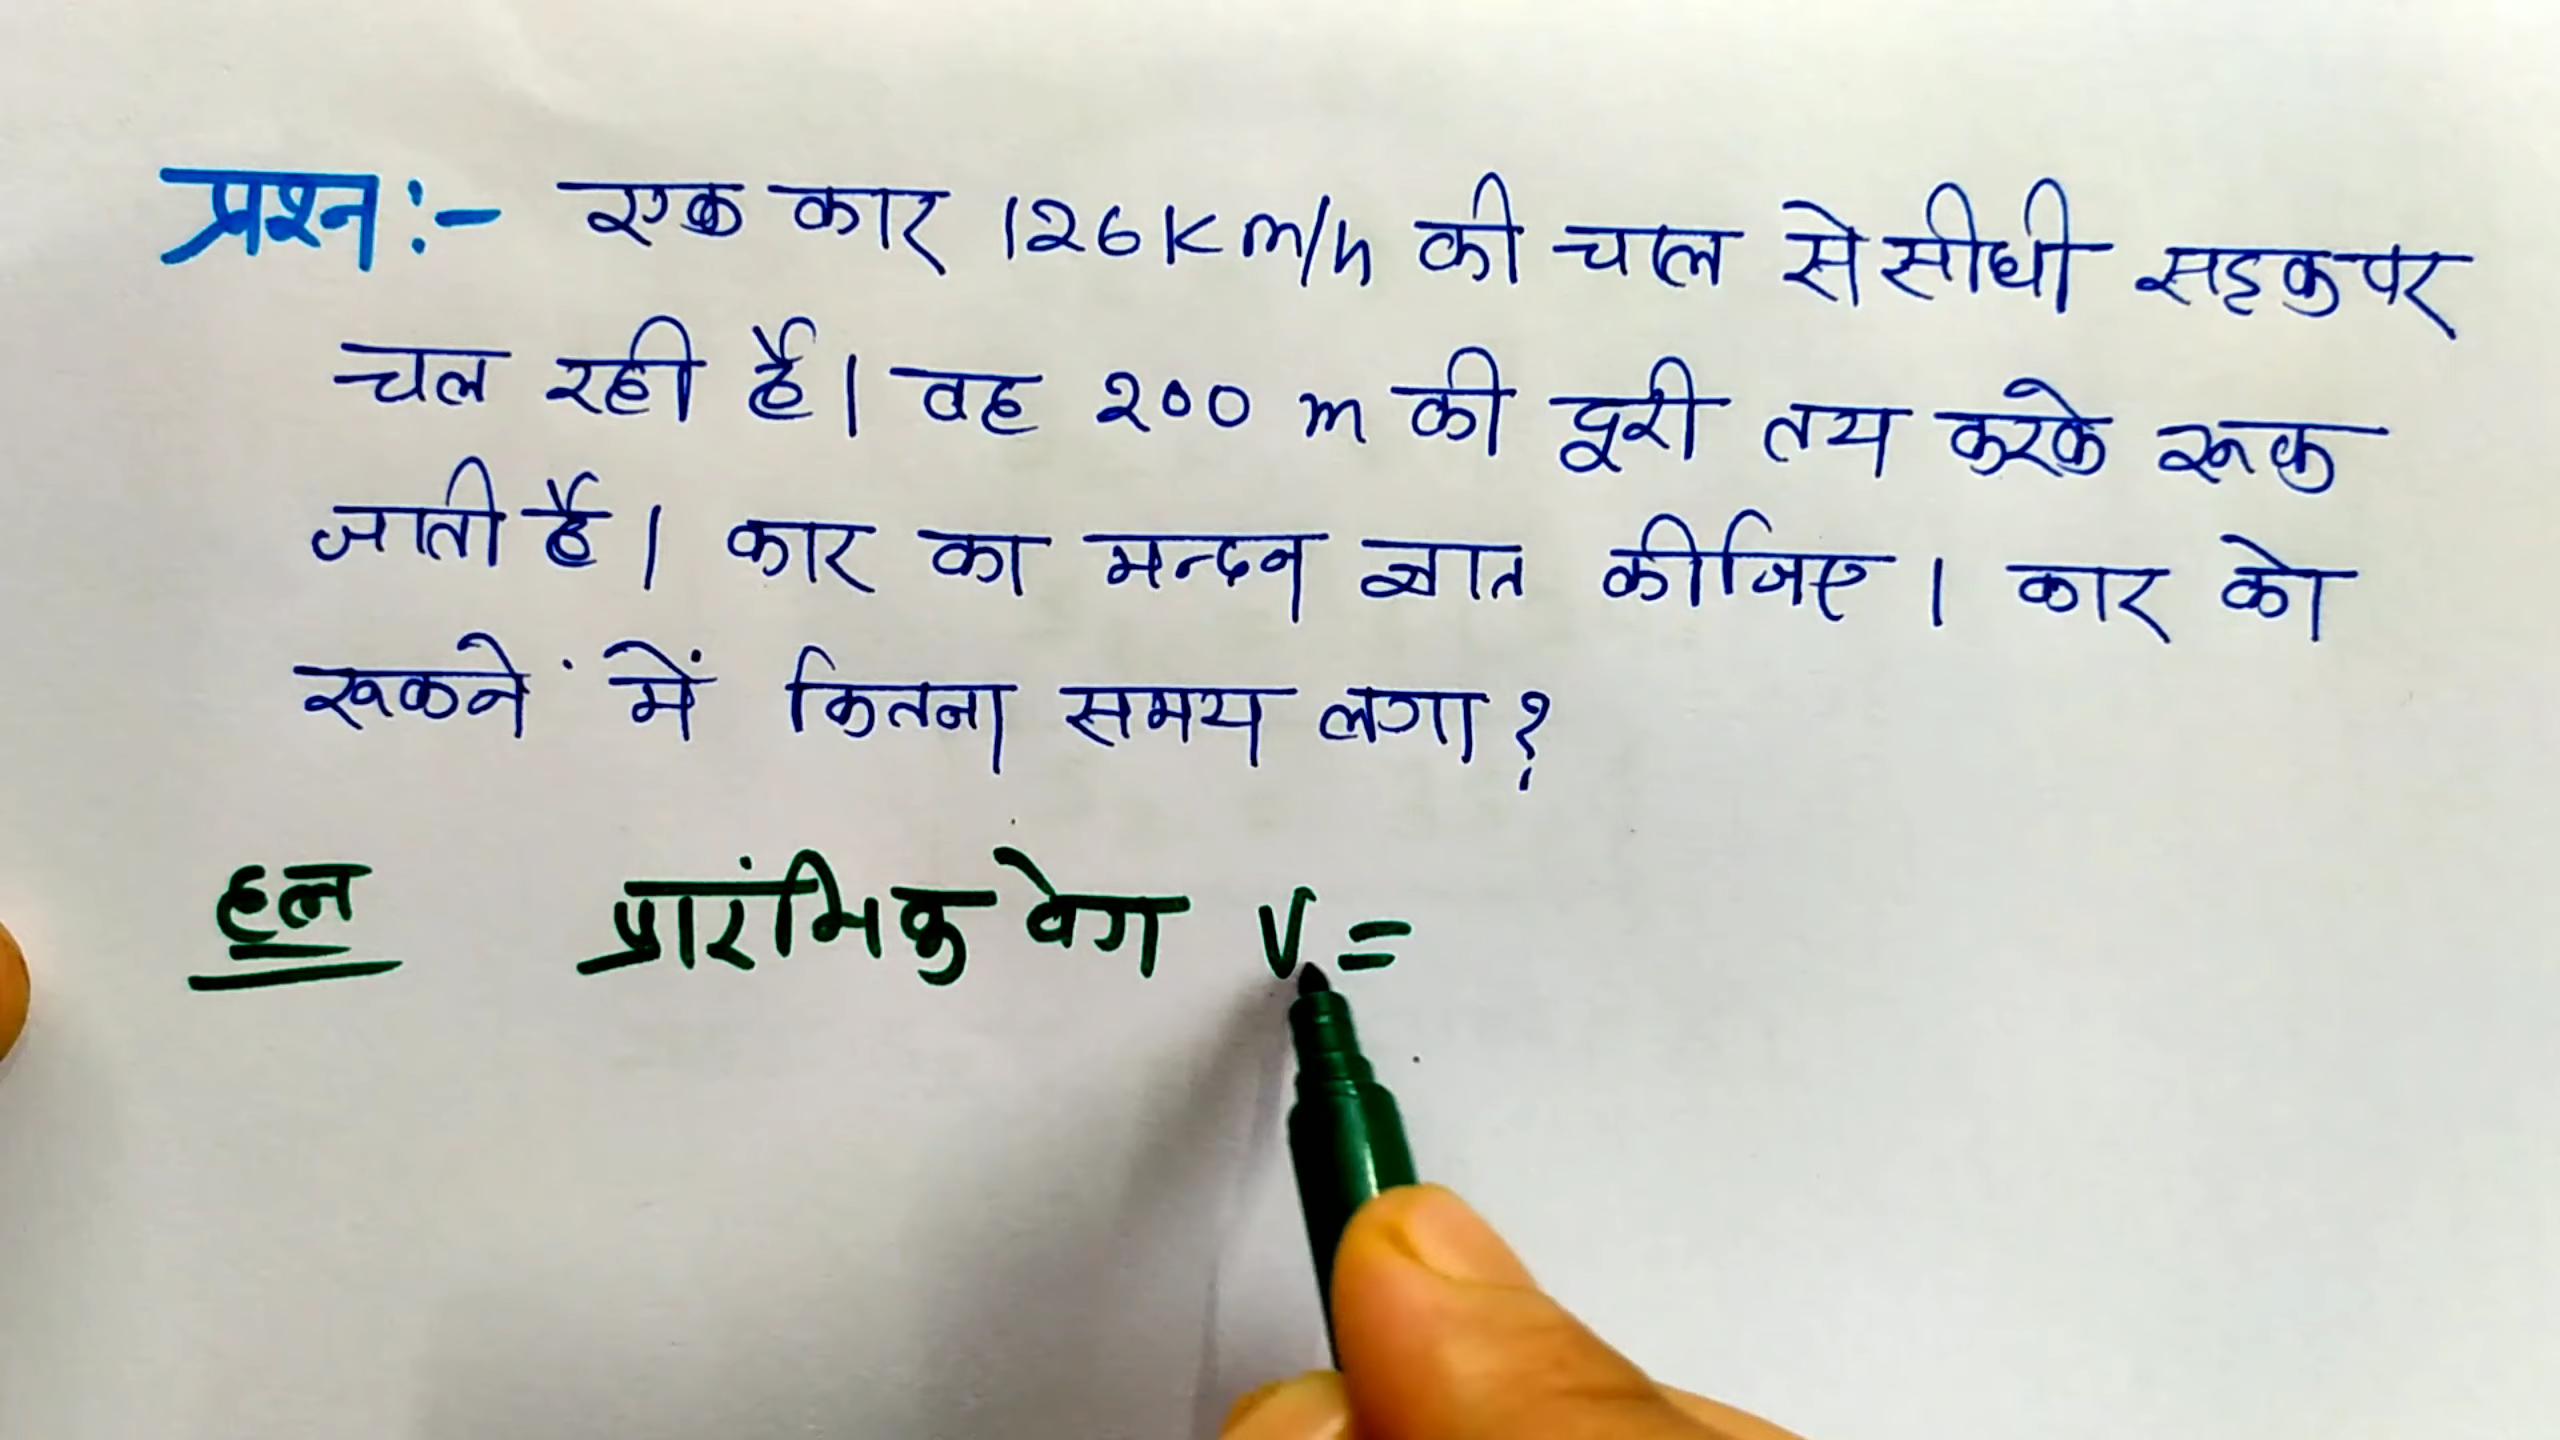 प्रश्न:- एक कार 126 Km/h की चाल से सीधी सड़क पर
चल रही है। वह 200 m की दूरी तय करके रूक
जाती है। कार का मन्दन ज्ञात कीजिए। कार को
रूकने में कितना समय लगा?
हल प्रारंभिक वेग V =